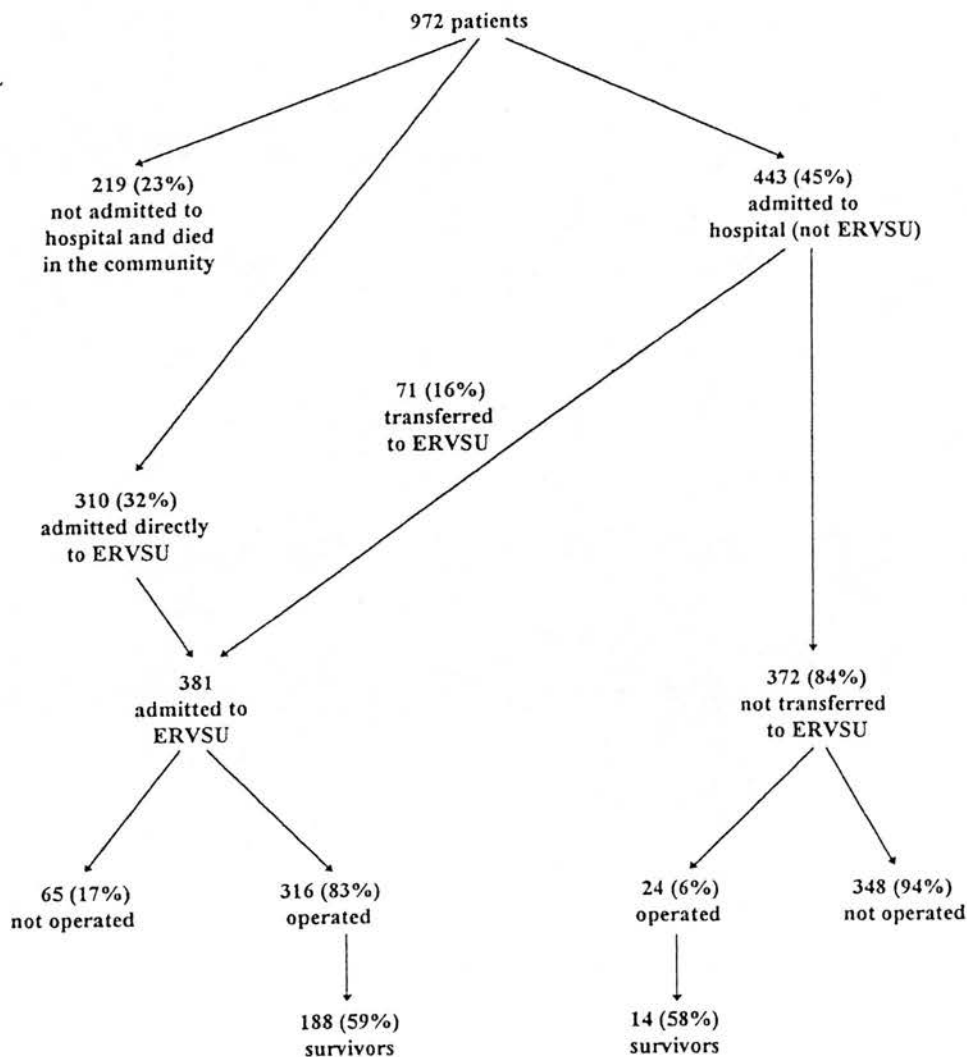 972 patients
219 (23%)
not admitted to
hospital and died
in the community
443 (45%)
admitted to
hospital (not ERVSU)
71 (16%)
transferred
to ERVSU
310 (32%)
admitted directly
to ERVSU
381
admitted to
ERVSU
372 (84%)
not transferred
to ERVSU
65 (17%)
not operated
316 (83%)
operated
24 (6%)
operated
348 (94%)
not operated
188 (59%)
survivors
14 (58%)
survivors